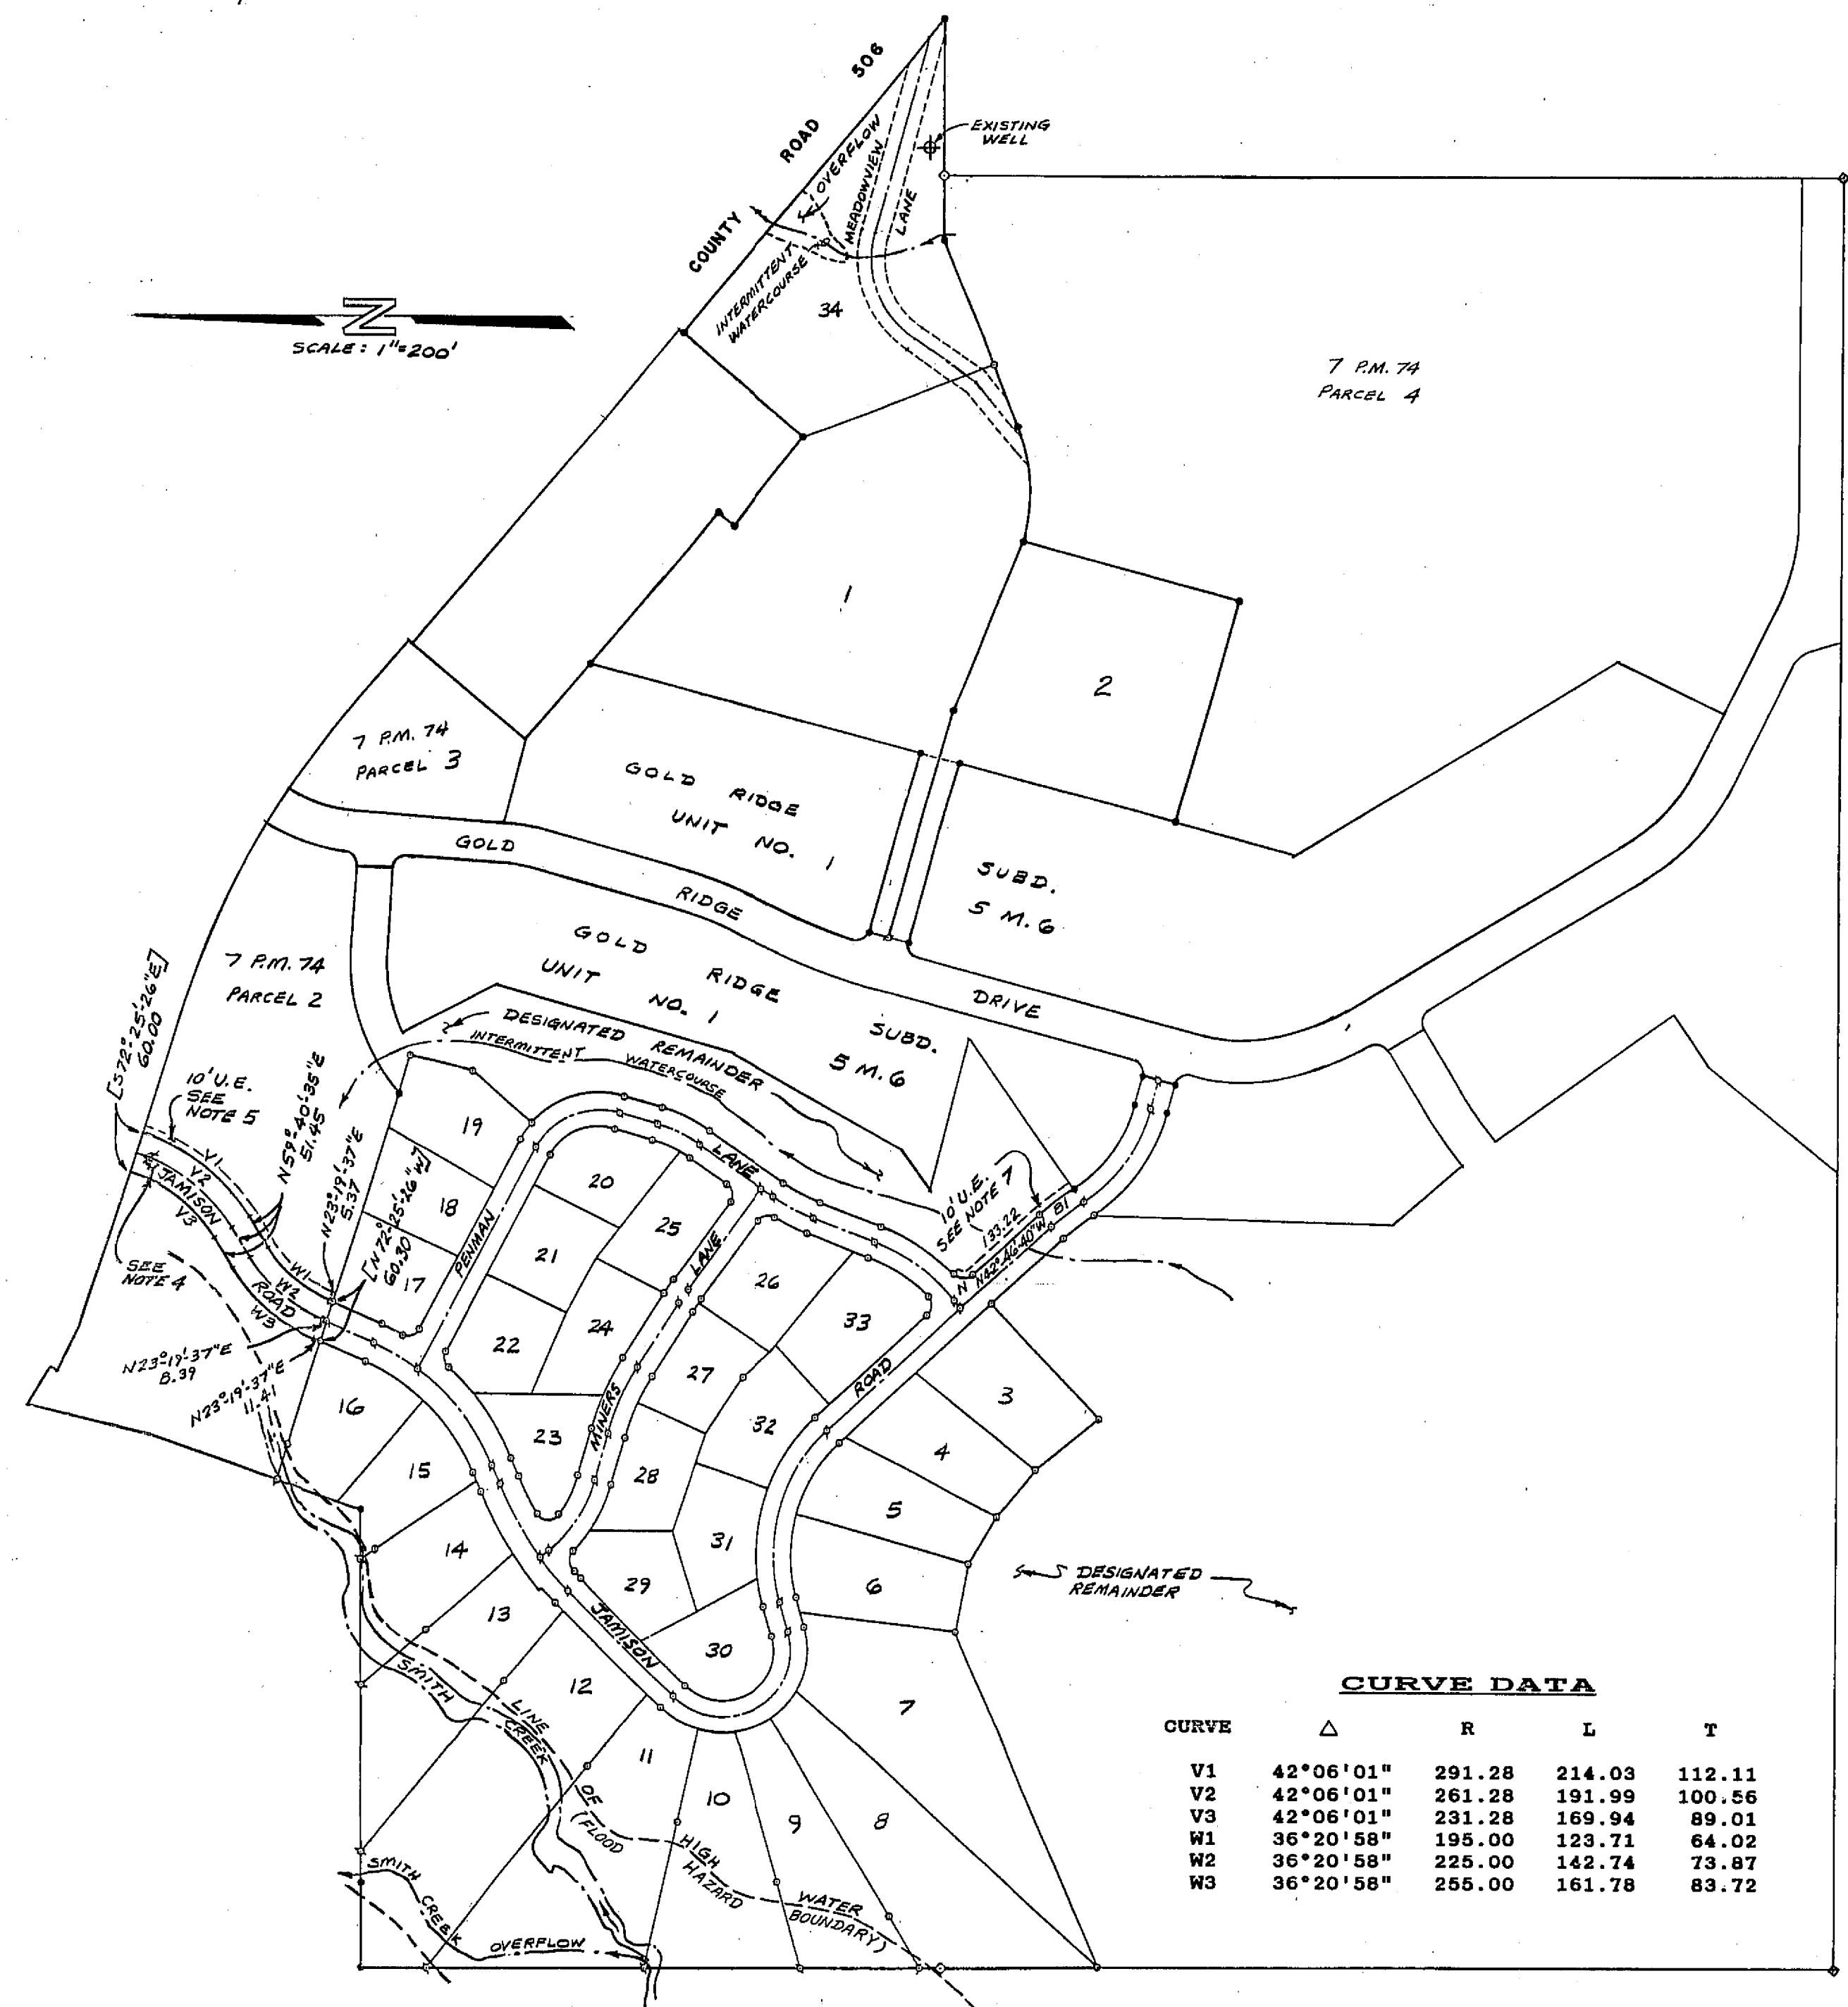 COUNTY ROAD 506
EXISTING
WELL
OVERFLOW
MEADOWVIEW
LANE
INTERMITTENT
WATERCOURSE
34
N
SCALE: 1"=200'
7 P.M. 74
PARCEL 4
1
2
7 P.M. 74
PARCEL 3
GOLD RIDGE
UNIT NO. 1
SUBD.
5 M. 6
GOLD RIDGE DRIVE
GOLD RIDGE SUBD.
UNIT NO. 1 5 M. 6
7 P.M. 74
PARCEL 2
DESIGNATED REMAINDER
INTERMITTENT WATERCOURSE
[S72°-25'-26"E]
60.00
10' U.E.
SEE
NOTE 5
N59°-40'-35"E
51.45
N23°-19'-37"E
5.37
[N72°-25'-26"W]
60.30
V1
V2
V3
JAMISON
ROAD
W1
W2
W3
SEE
NOTE 4
N23°-19'-37"E
8.39
N23°-19'-37"E
11.41
19
18
17
PENMAN
LANE
20
21
22
25
24
23
MINERS
LANE
26
27
28
33
32
31
29
30
10' U.E.
SEE NOTE 7
133.22
N42°-46'-40"W
B1
N
ROAD
JAMISON
3
4
5
6
7
8
9
10
11
12
13
14
15
16
DESIGNATED
REMAINDER
SMITH
CREEK
LINE OF HIGH WATER
(FLOOD HAZARD BOUNDARY)
SMITH
CREEK
OVERFLOW
CURVE DATA
CURVE △ R L T
V1 42°06'01" 291.28 214.03 112.11
V2 42°06'01" 261.28 191.99 100.56
V3 42°06'01" 231.28 169.94 89.01
W1 36°20'58" 195.00 123.71 64.02
W2 36°20'58" 225.00 142.74 73.87
W3 36°20'58" 255.00 161.78 83.72